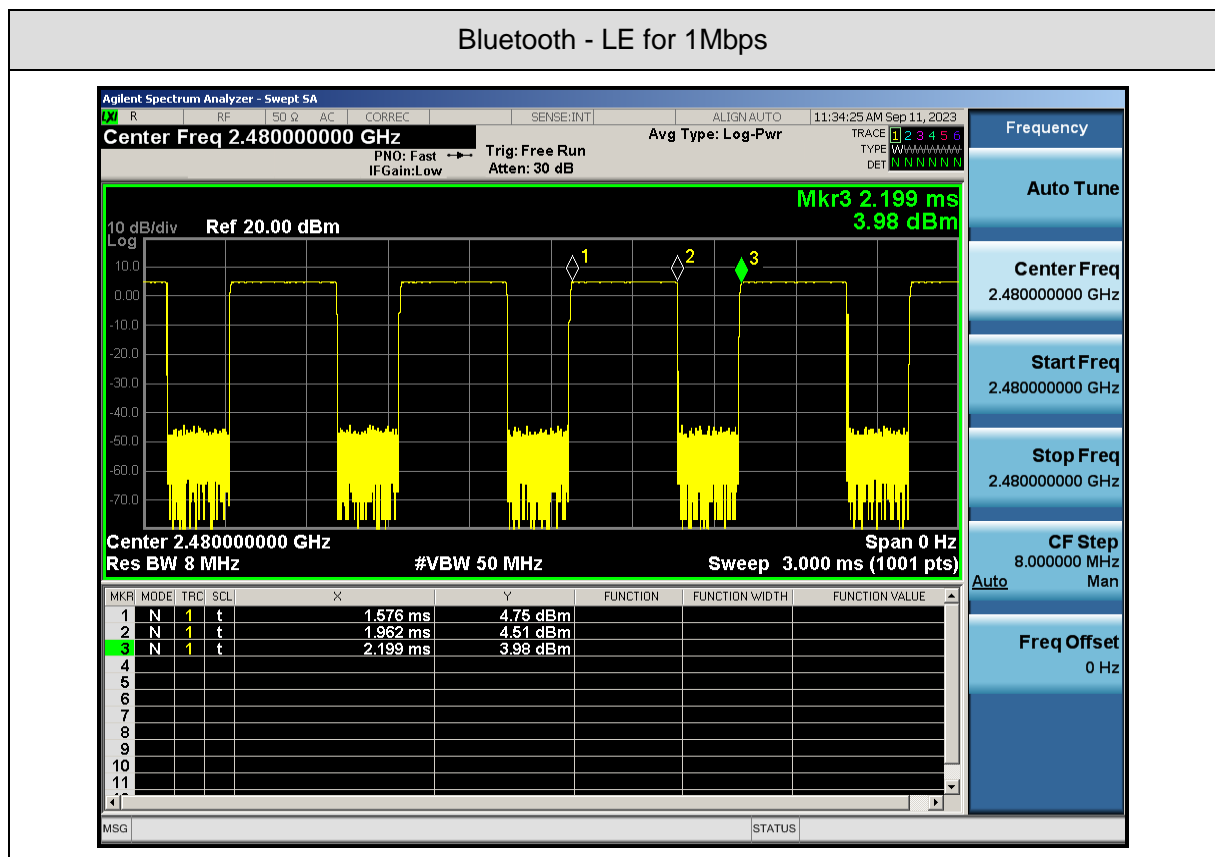 Bluetooth - LE for 1Mbps
Agilent Spectrum Analyzer - Swept SA
LXI R RF 50 Ω AC CORREC SENSE:INT ALIGN AUTO 11:34:25 AM Sep 11, 2023
Center Freq 2.480000000 GHz
PNO: Fast
IFGain:Low
Trig: Free Run
Atten: 30 dB
Avg Type: Log-Pwr
TRACE 1 2 3 4 5 6
TYPE WWWWWW
DET N N N N N N
Mkr3 2.199 ms
3.98 dBm
10 dB/div Ref 20.00 dBm
Log
1
2
3
10.0
0.00
-10.0
-20.0
-30.0
-40.0
-50.0
-60.0
-70.0
Center 2.480000000 GHz Span 0 Hz
Res BW 8 MHz #VBW 50 MHz Sweep 3.000 ms (1001 pts)
MKR MODE TRC SCL X Y FUNCTION FUNCTION WIDTH FUNCTION VALUE
1 N 1 t 1.576 ms 4.75 dBm
2 N 1 t 1.962 ms 4.51 dBm
3 N 1 t 2.199 ms 3.98 dBm
4
5
6
7
8
9
10
11
MSG STATUS
Frequency
Auto Tune
Center Freq
2.480000000 GHz
Start Freq
2.480000000 GHz
Stop Freq
2.480000000 GHz
CF Step
8.000000 MHz
Auto Man
Freq Offset
0 Hz